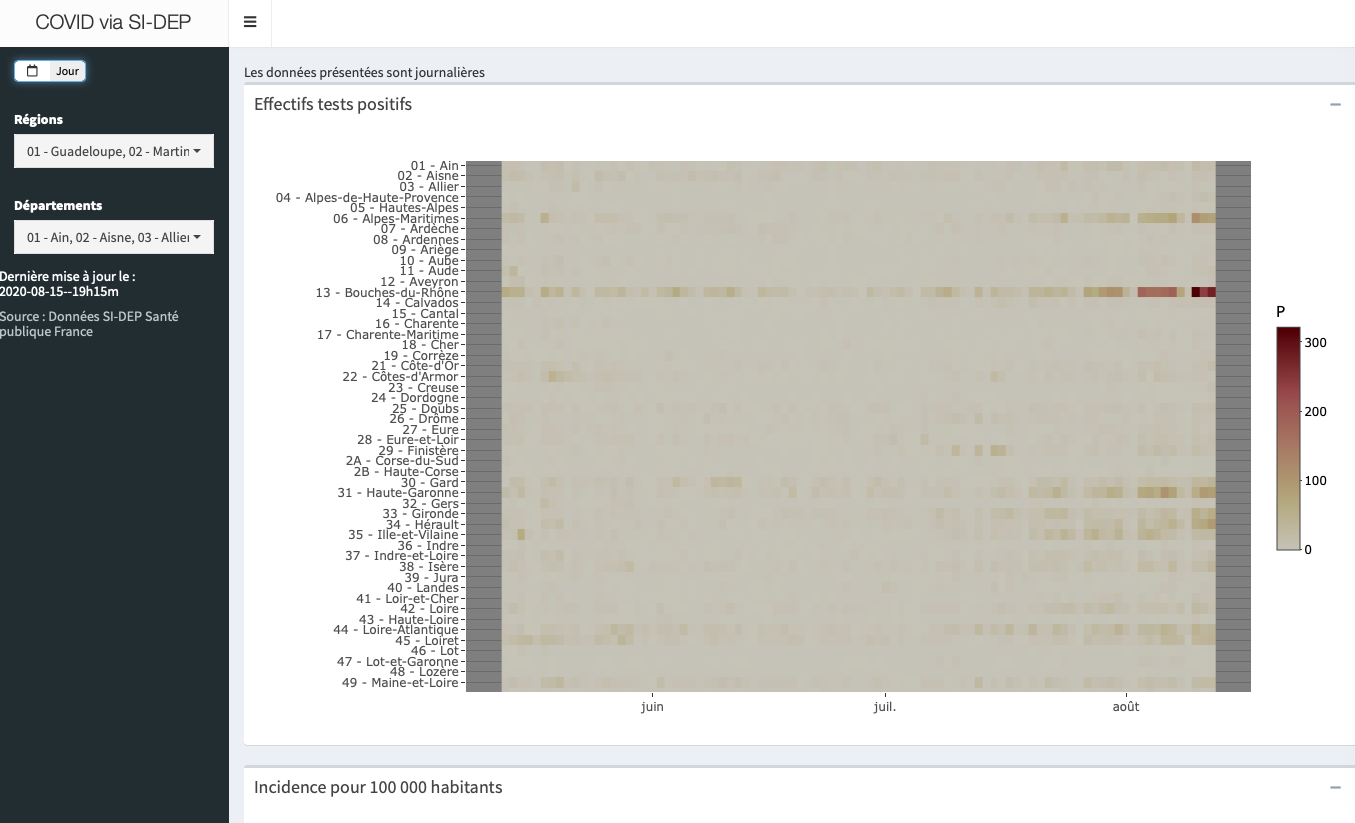 COVID via SI-DEP
Jour
Régions
01 - Guadeloupe, 02 - Martin
Départements
01 - Ain, 02 - Aisne, 03 - Allier
Dernière mise à jour le :
2020-08-15--19h15m
Source : Données SI-DEP Santé
publique France
Les données présentées sont journalières
Effectifs tests positifs
01 - Ain
02 - Aisne
03 - Allier
04 - Alpes-de-Haute-Provence
05 - Hautes-Alpes
06 - Alpes-Maritimes
07 - Ardèche
08 - Ardennes
09 - Ariège
10 - Aube
11 - Aude
12 - Aveyron
13 - Bouches-du-Rhône
14 - Calvados
15 - Cantal
16 - Charente
17 - Charente-Maritime
18 - Cher
19 - Corrèze
21 - Côte-d'Or
22 - Côtes-d'Armor
23 - Creuse
24 - Dordogne
25 - Doubs
26 - Drôme
27 - Eure
28 - Eure-et-Loir
29 - Finistère
2A - Corse-du-Sud
2B - Haute-Corse
30 - Gard
31 - Haute-Garonne
32 - Gers
33 - Gironde
34 - Hérault
35 - Ille-et-Vilaine
36 - Indre
37 - Indre-et-Loire
38 - Isère
39 - Jura
40 - Landes
41 - Loir-et-Cher
42 - Loire
43 - Haute-Loire
44 - Loire-Atlantique
45 - Loiret
46 - Lot
47 - Lot-et-Garonne
48 - Lozère
49 - Maine-et-Loire
juin
juil.
août
P
300
200
100
0
Incidence pour 100 000 habitants